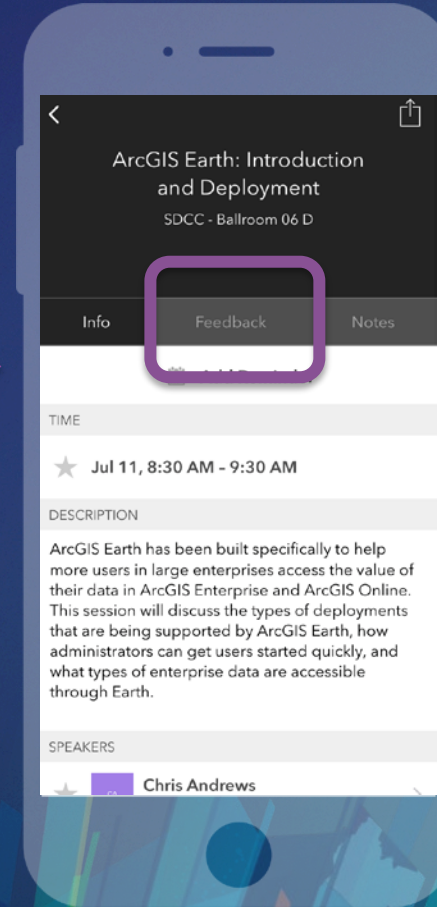 ArcGIS Earth: Introduction
and Deployment
SDCC - Ballroom 06 D
Info Feedback Notes
TIME
Jul 11, 8:30 AM - 9:30 AM
DESCRIPTION
ArcGIS Earth has been built specifically to help
more users in large enterprises access the value of
their data in ArcGIS Enterprise and ArcGIS Online.
This session will discuss the types of deployments
that are being supported by ArcGIS Earth, how
administrators can get users started quickly, and
what types of enterprise data are accessible
through Earth.
SPEAKERS
Chris Andrews